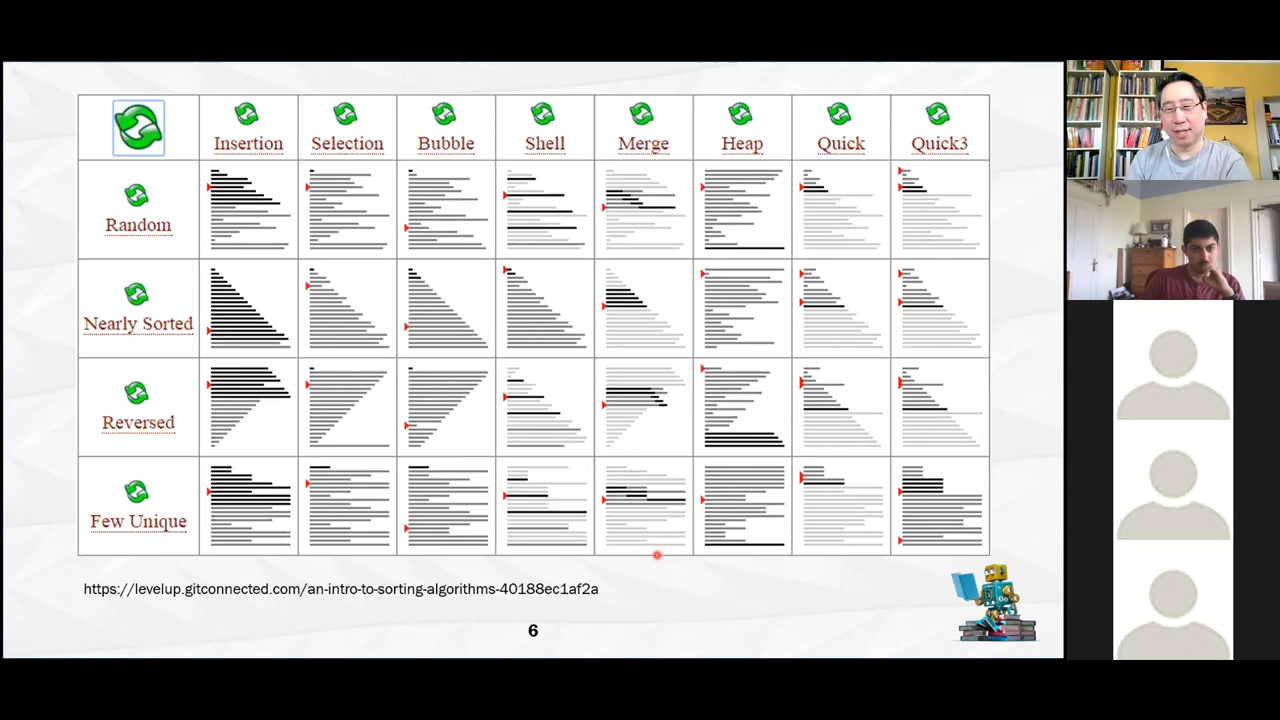 Insertion Selection Bubble Shell Merge Heap Quick Quick3
Random
Nearly Sorted
Reversed
Few Unique
https://levelup.gitconnected.com/an-intro-to-sorting-algorithms-40188ec1af2a
6